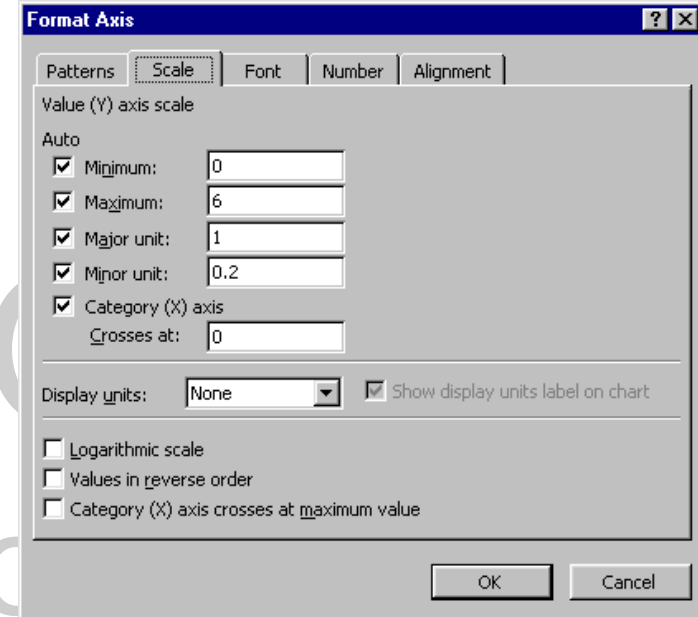 Format Axis
Patterns Scale Font Number Alignment
Value (Y) axis scale
Auto
Minimum: 0
Maximum: 6
Major unit: 1
Minor unit: 0.2
Category (X) axis
Crosses at: 0
Display units: None Show display units label on chart
Logarithmic scale
Values in reverse order
Category (X) axis crosses at maximum value
OK Cancel